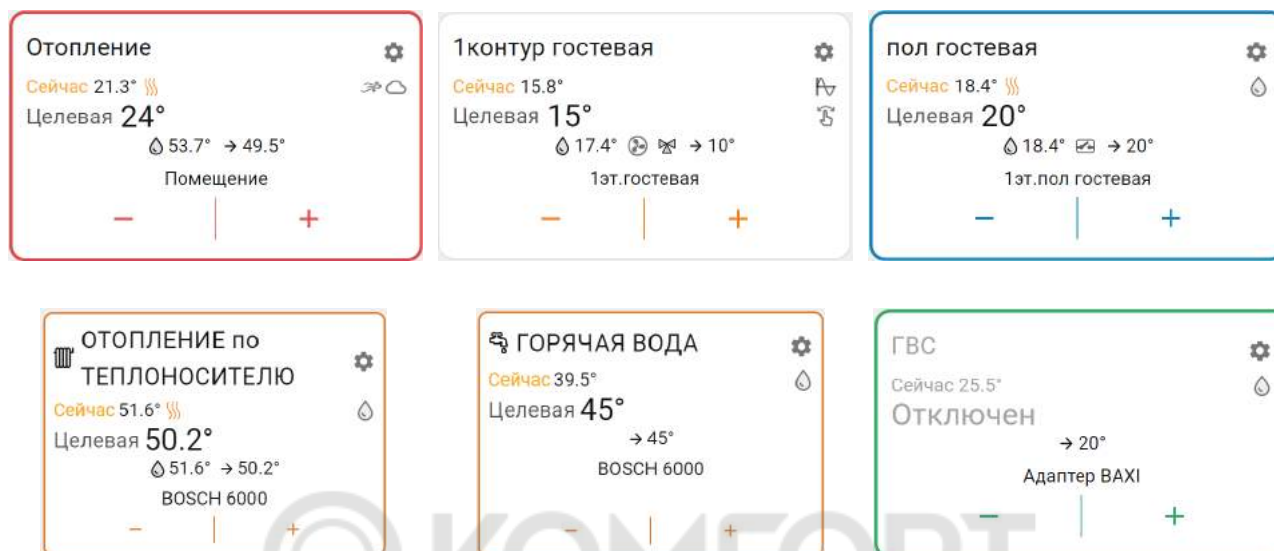 Отопление
Сейчас 21.3°
Целевая 24°
53.7° → 49.5°
Помещение
− +
1контур гостевая
Сейчас 15.8°
Целевая 15°
17.4° → 10°
1эт.гостевая
− +
пол гостевая
Сейчас 18.4°
Целевая 20°
18.4° → 20°
1эт.пол гостевая
− +
ОТОПЛЕНИЕ по
ТЕПЛОНОСИТЕЛЮ
Сейчас 51.6°
Целевая 50.2°
51.6° → 50.2°
BOSCH 6000
− +
ГОРЯЧАЯ ВОДА
Сейчас 39.5°
Целевая 45°
→ 45°
BOSCH 6000
− +
ГВС
Сейчас 25.5°
Отключен
→ 20°
Адаптер BAXI
− +
КОМФОРТ